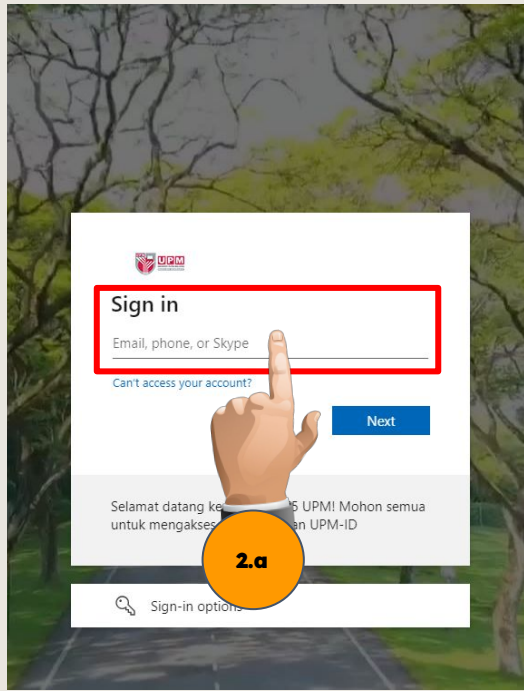 UPM
Sign in
Email, phone, or Skype
Can't access your account?
Next
Selamat datang ke 5 UPM! Mohon semua
untuk mengakses an UPM-ID
2.a
Sign-in options